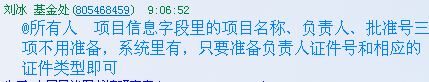 刘冰 基金处(805468459) 9:06:52
@所有人 项目信息字段里的项目名称、负责人、批准号三
项不用准备，系统里有，只要准备负责人证件号和相应的
证件类型即可